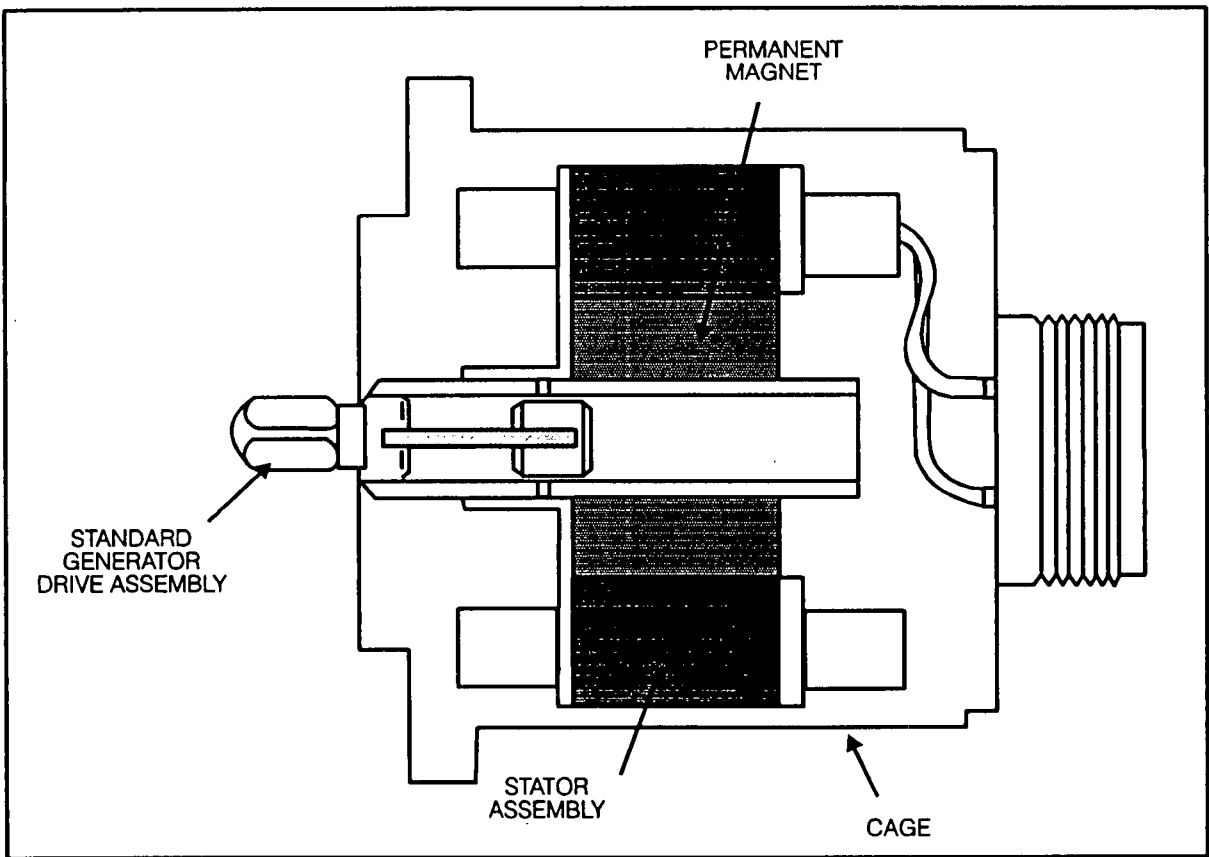 PERMANENT
MAGNET
STANDARD
GENERATOR
DRIVE ASSEMBLY
STATOR
ASSEMBLY
CAGE